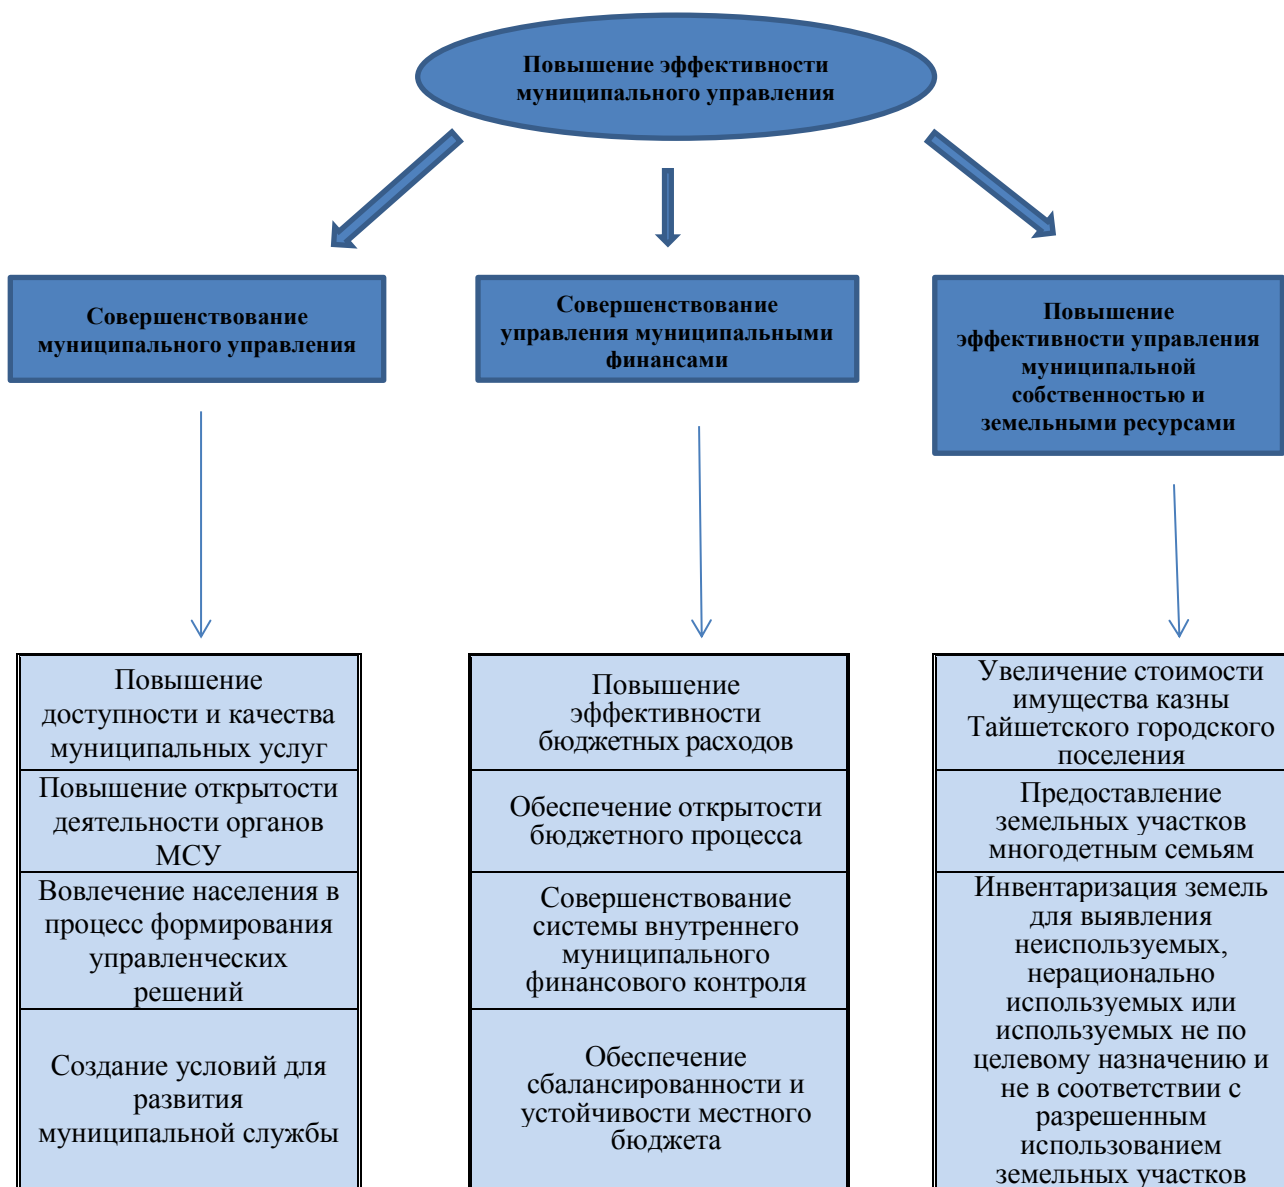 Повышение эффективности
муниципального управления
Совершенствование
муниципального управления
Совершенствование
управления муниципальными
финансами
Повышение
эффективности управления
муниципальной
собственностью и
земельными ресурсами
Повышение
доступности и качества
муниципальных услуг
Повышение открытости
деятельности органов
МСУ
Вовлечение населения в
процесс формирования
управленческих
решений
Создание условий для
развития
муниципальной службы
Повышение
эффективности
бюджетных расходов
Обеспечение открытости
бюджетного процесса
Совершенствование
системы внутреннего
муниципального
финансового контроля
Обеспечение
сбалансированности и
устойчивости местного
бюджета
Увеличение стоимости
имущества казны
Тайшетского городского
поселения
Предоставление
земельных участков
многодетным семьям
Инвентаризация земель
для выявления
неиспользуемых,
нерационально
используемых или
используемых не по
целевому назначению и
не в соответствии с
разрешенным
использованием
земельных участков